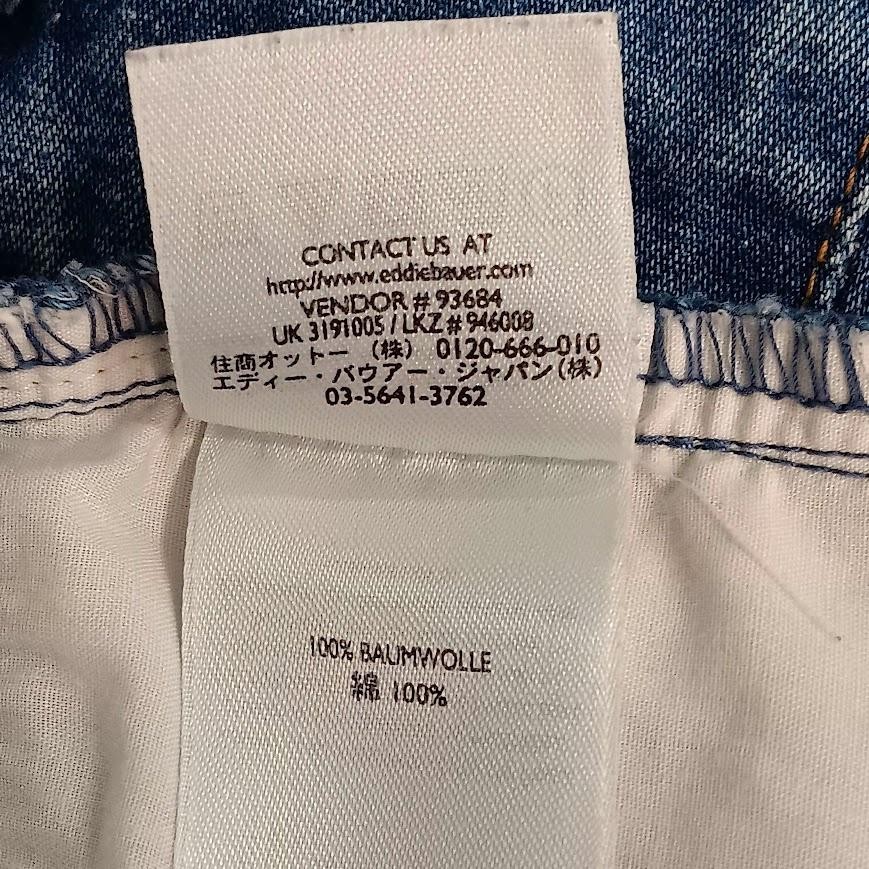 CONTACT US AT
http://www.eddiebauer.com
VENDOR # 93684
UK 3191005 / LKZ # 946008
住商オットー （株） 0120-666-010
エディー・バウアー・ジャパン（株）
03-5641-3762
100% BAUMWOLLE
綿 100%